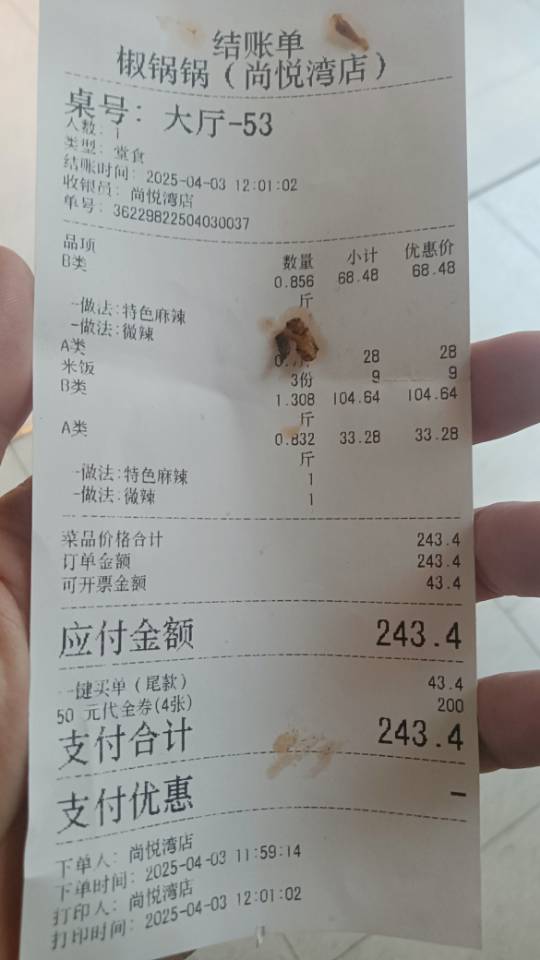 结账单
椒锅锅（尚悦湾店）
桌号: 大厅-53
人数: 1
类型: 堂食
结账时间: 2025-04-03 12:01:02
收银员: 尚悦湾店
单号: 36229822504030037
品项 数量 小计 优惠价
B类 0.856 68.48 68.48
斤
-做法:特色麻辣
-做法:微辣
A类 28 28
米饭 3份 9 9
B类 1.308 104.64 104.64
斤
A类 0.832 33.28 33.28
斤
-做法:特色麻辣 1
-做法:微辣 1
菜品价格合计 243.4
订单金额 243.4
可开票金额 43.4
应付金额 243.4
一键买单(尾款) 43.4
50 元代金券(4张) 200
支付合计 243.4
支付优惠 -
下单人: 尚悦湾店
下单时间: 2025-04-03 11:59:14
打印人: 尚悦湾店
打印时间: 2025-04-03 12:01:02